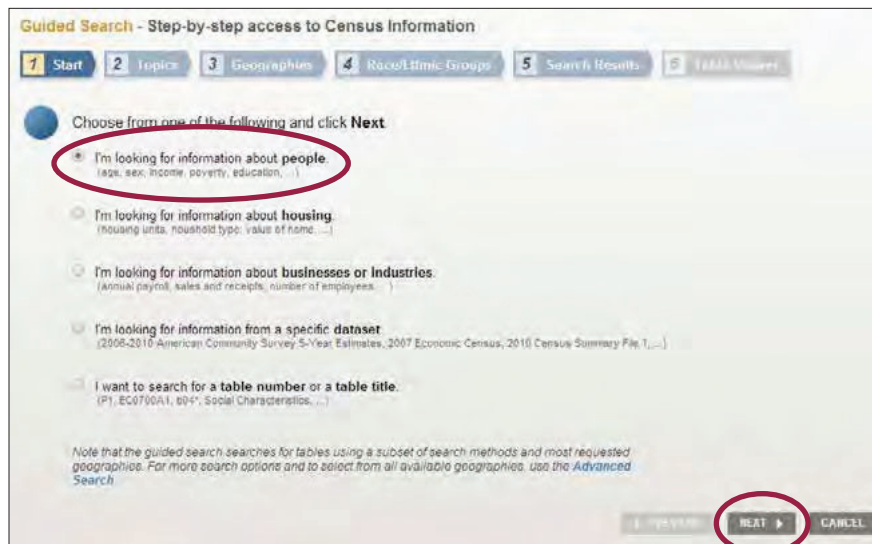 Guided Search - Step-by-step access to Census Information
1 Start 2 Topics 3 Geographies 4 Race/Ethnic Groups 5 Search Results 6 Table Viewer
Choose from one of the following and click Next
I'm looking for information about people.
(age, sex, income, poverty, education, ...)
I'm looking for information about housing.
(housing units, houshold type, value of home, ...)
I'm looking for information about businesses or industries.
(annual payroll, sales and receipts, number of employees, ...)
I'm looking for information from a specific dataset
(2006-2010 American Community Survey 5-Year Estimates, 2007 Economic Census, 2010 Census Summary File 1, ...)
I want to search for a table number or a table title.
(P1, EC0700A1, b04*, Social Characteristics, ...)
Note that the guided search searches for tables using a subset of search methods and most requested
geographies. For more search options and to select from all available geographies, use the Advanced
Search
PREVIOUS NEXT CANCEL